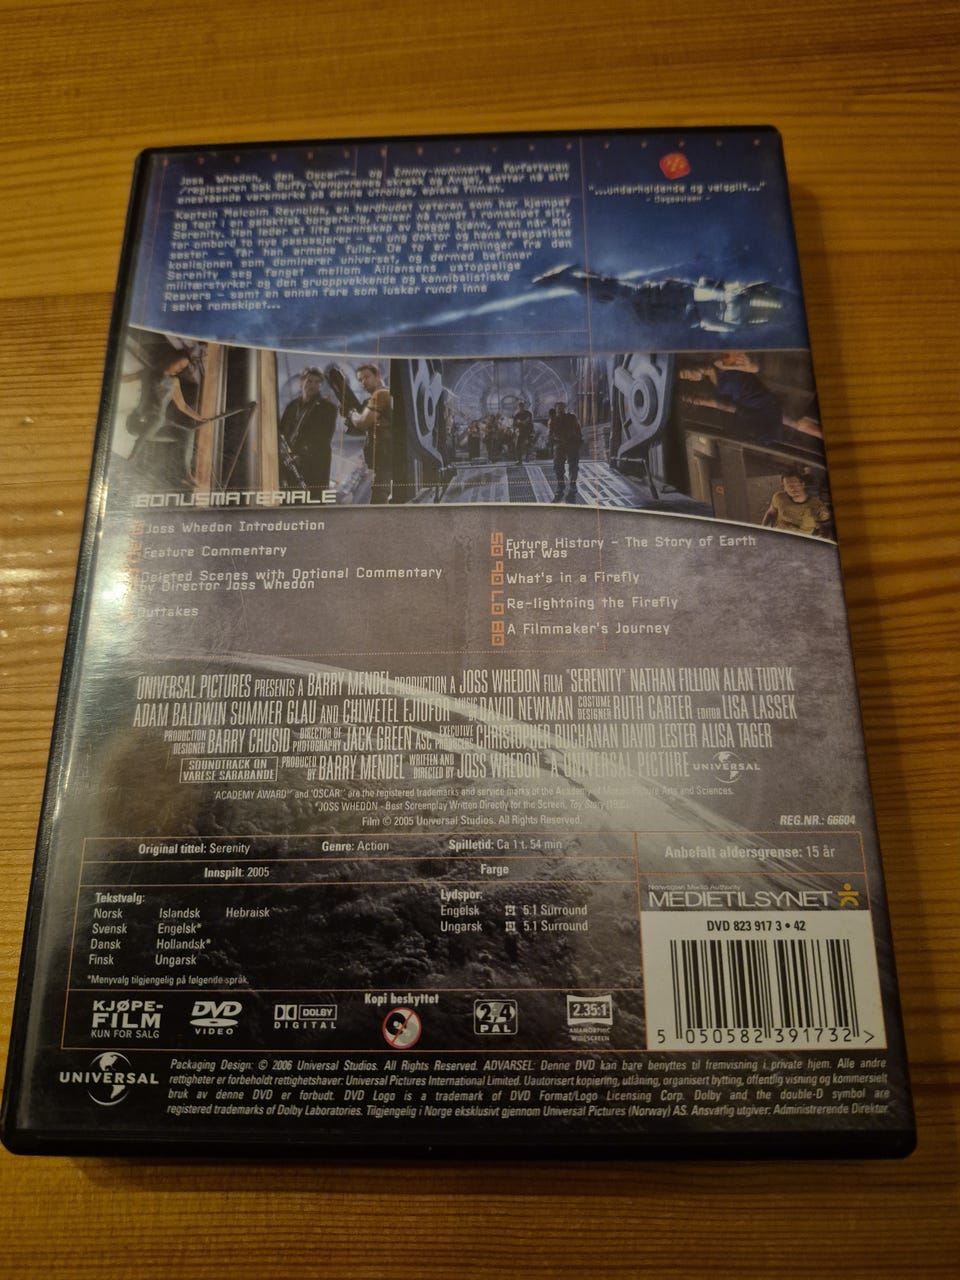 Joss Whedon, den Oscar*- og Emmy-nominerte forfatteren
/regissøren bak Buffy-Vampyrenes skrekk og Angel, setter nå sitt
enestående varemerke på denne utrolige, episke filmen.
Kaptein Malcolm Reynolds, en hardhudet veteran som har kjempet
og tapt i en galaktisk borgerkrig, reiser nå rundt i romskipet sitt,
Serenity. Han leder et lite mannskap av begge kjønn, men når Mal
tar ombord to nye passasjerer - en ung doktor og hans telepatiske
søster - får han armene fulle. De to er rømlinger fra den
koalisjonen som dominerer universet, og dermed befinner
Serenity seg fanget mellom Alliansens ustoppelige
militærstyrker og den gruoppvekkende og kannibalistiske
Reavers - samt en annen fare som lusker rundt inne
i selve romskipet...
"...underholdende og velspilt..."
- Dagsavisen -
BONUSMATERIALE
Joss Whedon Introduction
Feature Commentary
Deleted Scenes with Optional Commentary
by Director Joss Whedon
Outtakes
05 Future History - The Story of Earth
That Was
06 What's in a Firefly
07 Re-lightning the Firefly
08 A Filmmaker's Journey
UNIVERSAL PICTURES PRESENTS A BARRY MENDEL PRODUCTION A JOSS WHEDON FILM "SERENITY" NATHAN FILLION ALAN TUDYK
ADAM BALDWIN SUMMER GLAU AND CHIWETEL EJIOFOR MUSIC BY DAVID NEWMAN COSTUME DESIGNER RUTH CARTER EDITOR LISA LASSEK
PRODUCTION DESIGNER BARRY CHUSID DIRECTOR OF PHOTOGRAPHY JACK GREEN ASC EXECUTIVE PRODUCERS CHRISTOPHER BUCHANAN DAVID LESTER ALISA TAGER
SOUNDTRACK ON VARESE SARABANDE PRODUCED BY BARRY MENDEL WRITTEN AND DIRECTED BY JOSS WHEDON A UNIVERSAL PICTURE UNIVERSAL
"ACADEMY AWARD" and "OSCAR" are the registered trademarks and service marks of the Academy of Motion Picture Arts and Sciences.
*JOSS WHEDON - Best Screenplay Written Directly for the Screen, Toy Story (1995).
Film © 2005 Universal Studios. All Rights Reserved.
REG.NR.: 66604
Original tittel: Serenity Genre: Action Spilletid: Ca 1 t. 54 min
Innspilt: 2005 Farge
Anbefalt aldersgrense: 15 år
Tekstvalg:
Norsk Islandsk Hebraisk
Svensk Engelsk*
Dansk Hollandsk*
Finsk Ungarsk
*Menyvalg tilgjengelig på følgende språk.
Lydspor:
Engelsk 5.1 Surround
Ungarsk 5.1 Surround
Norwegian Media Authority
MEDIETILSYNET
DVD 823 917 3 • 42
5 050582 391732 >
KJØPE-
FILM
KUN FOR SALG
DVD
VIDEO
DOLBY
DIGITAL
Kopi beskyttet
2 4
PAL
2.35:1
ANAMORPHIC
WIDESCREEN
UNIVERSAL
Packaging Design: © 2006 Universal Studios. All Rights Reserved. ADVARSEL: Denne DVD kan bare benyttes til fremvisning i private hjem. Alle andre
rettigheter er forbeholdt rettighetshaver: Universal Pictures International Limited. Uautorisert kopiering, utlåning, organisert bytting, offentlig visning og kommersielt
bruk av denne DVD er forbudt. DVD Logo is a trademark of DVD Format/Logo Licensing Corp. Dolby and the double-D symbol are
registered trademarks of Dolby Laboratories. Tilgjengelig i Norge eksklusivt gjennom Universal Pictures (Norway) AS. Ansvarlig utgiver: Administrerende Direktør.